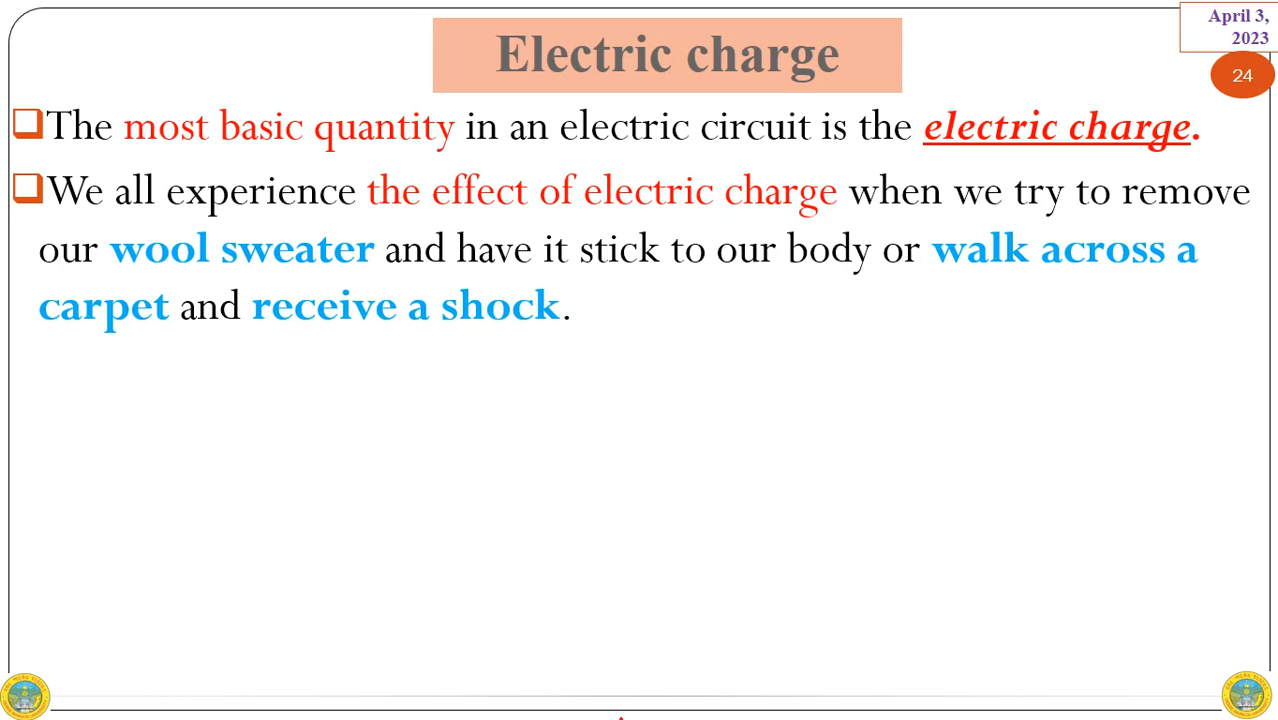 April 3,
2023
Electric charge
24
The most basic quantity in an electric circuit is the electric charge.
We all experience the effect of electric charge when we try to remove
our wool sweater and have it stick to our body or walk across a
carpet and receive a shock.